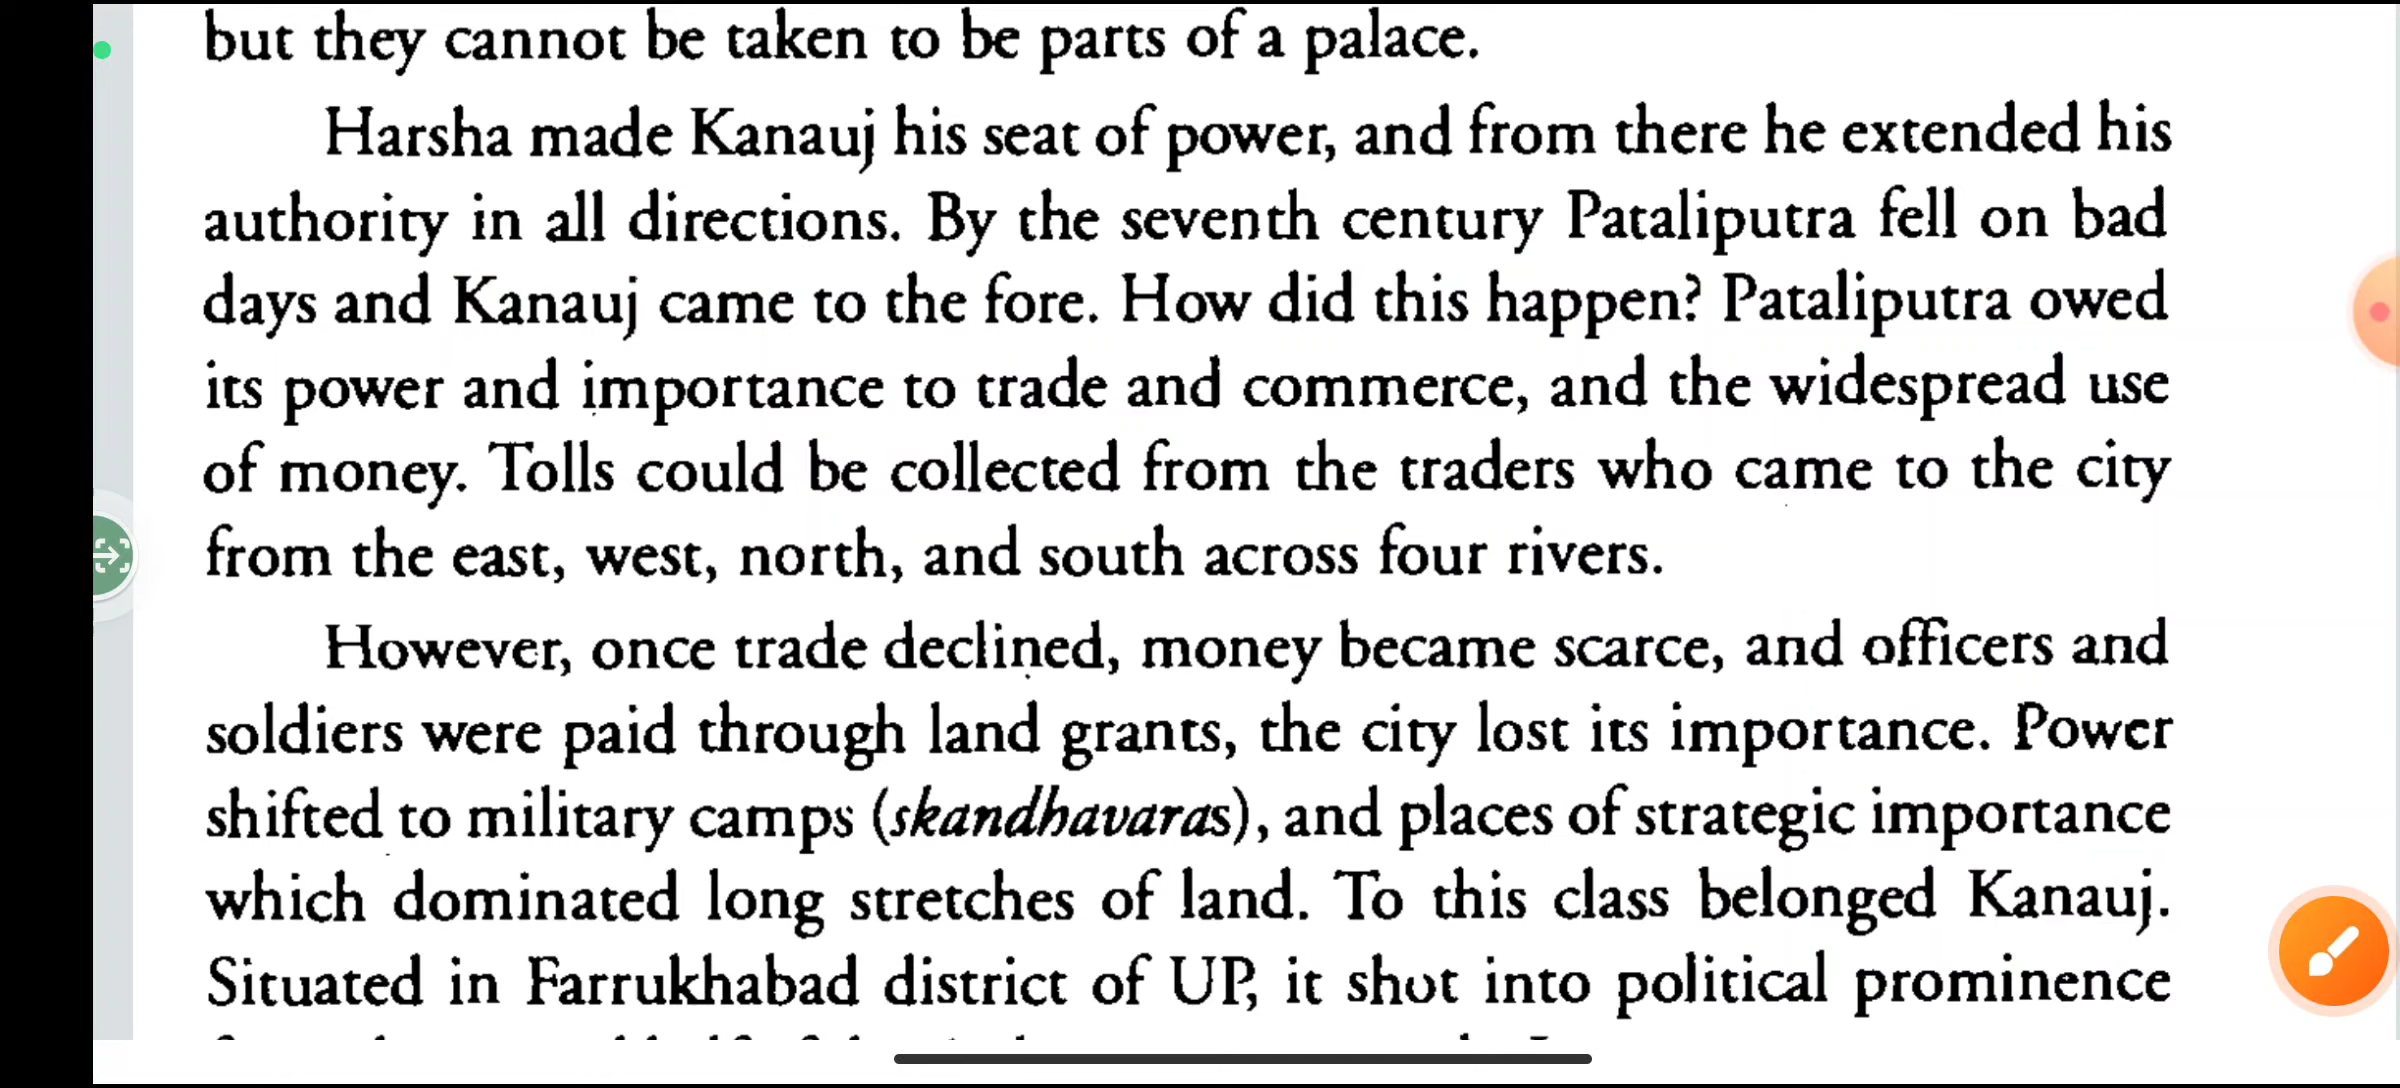 but they cannot be taken to be parts of a palace.
Harsha made Kanauj his seat of power, and from there he extended his
authority in all directions. By the seventh century Pataliputra fell on bad
days and Kanauj came to the fore. How did this happen? Pataliputra owed
its power and importance to trade and commerce, and the widespread use
of money. Tolls could be collected from the traders who came to the city
from the east, west, north, and south across four rivers.
However, once trade declined, money became scarce, and officers and
soldiers were paid through land grants, the city lost its importance. Power
shifted to military camps (skandhavaras), and places of strategic importance
which dominated long stretches of land. To this class belonged Kanauj.
Situated in Farrukhabad district of UP, it shot into political prominence